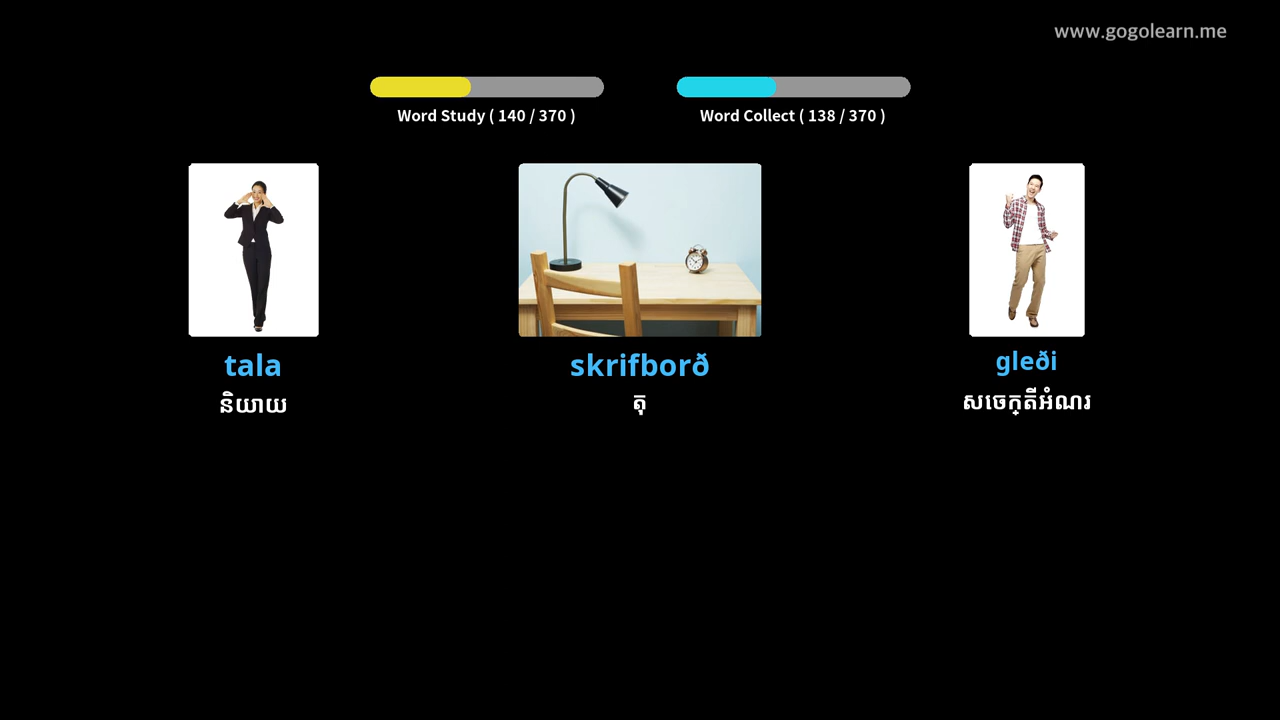 www.gogolearn.me
Word Study ( 140 / 370 )
Word Collect ( 138 / 370 )
tala
skrifborð
gleði
និយាយ
តុ
សចេក្តីអំណរ